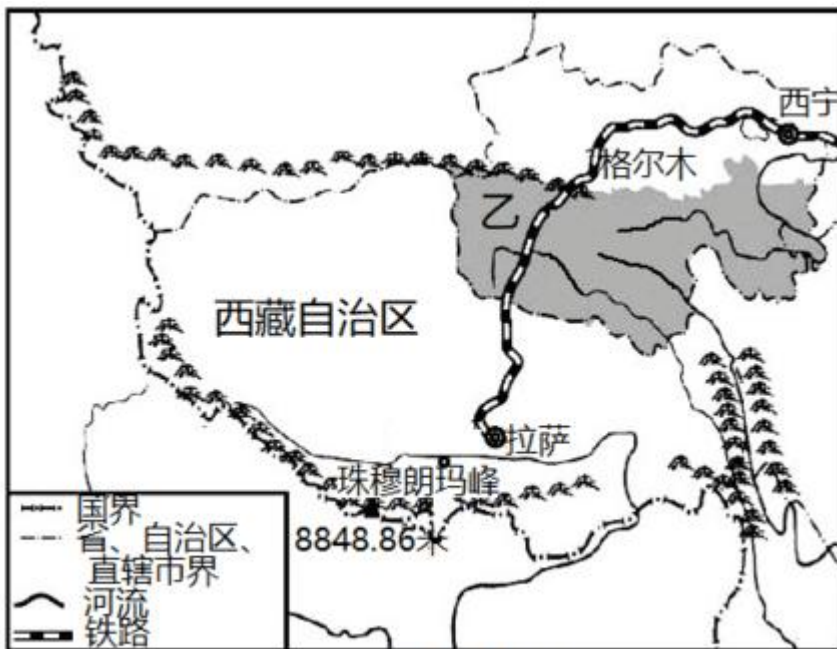 西宁
格尔木
乙
西藏自治区
拉萨
珠穆朗玛峰
8848.86米
国界
省、自治区、
直辖市界
河流
铁路